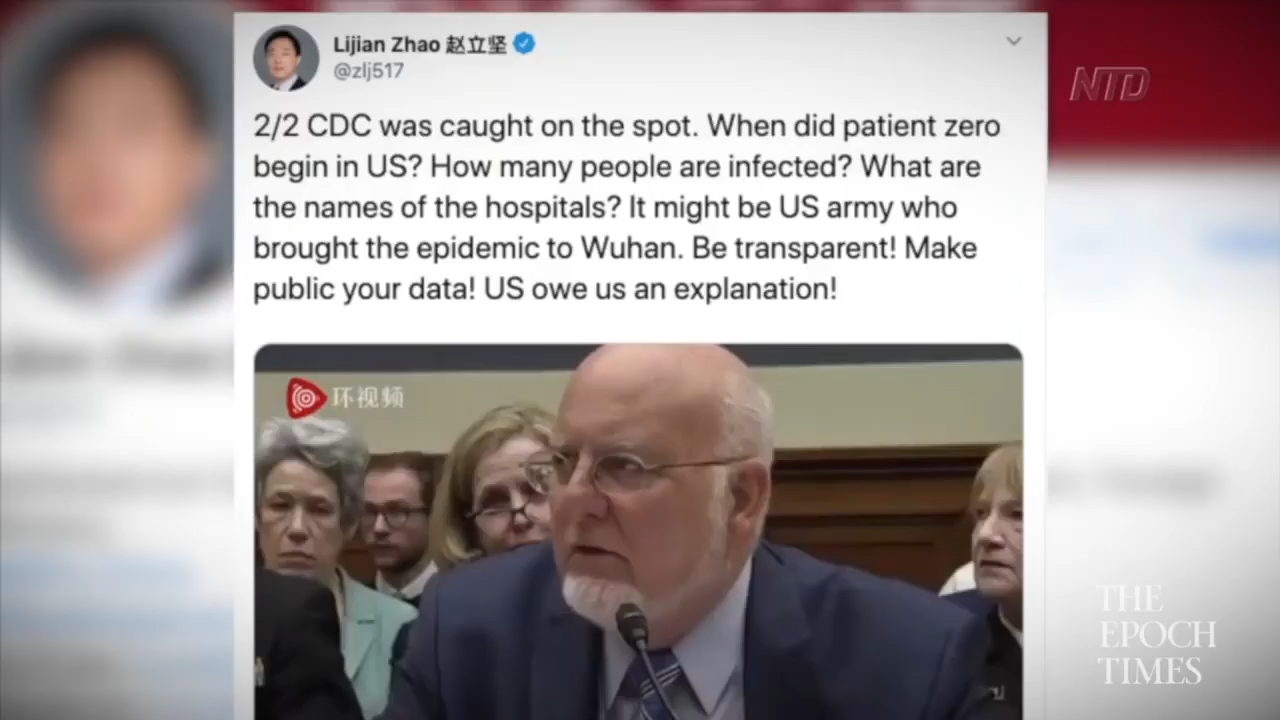 Lijian Zhao 赵立坚
@zlj517
NTD
2/2 CDC was caught on the spot. When did patient zero
begin in US? How many people are infected? What are
the names of the hospitals? It might be US army who
brought the epidemic to Wuhan. Be transparent! Make
public your data! US owe us an explanation!
环视频
THE
EPOCH
TIMES